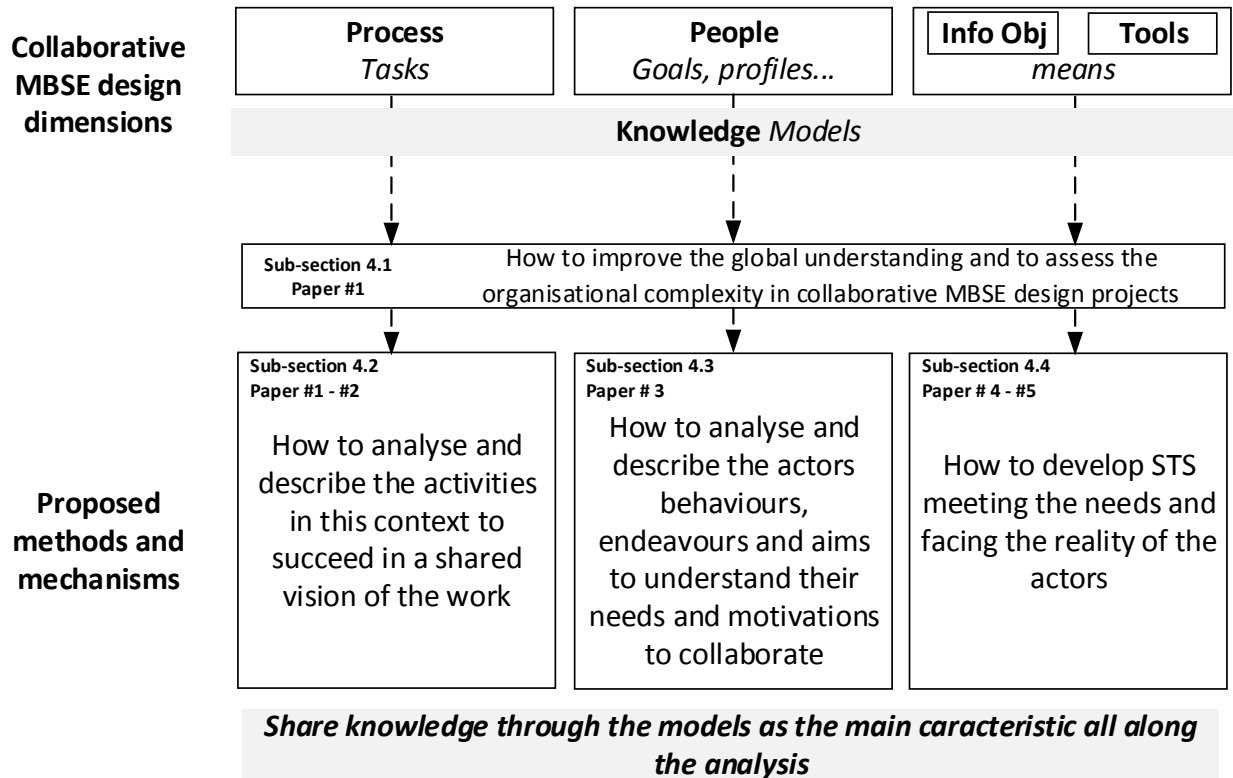 Collaborative
MBSE design
dimensions
Process
Tasks
People
Goals, profiles...
Info Obj
Tools
means
Knowledge Models
Sub-section 4.1
Paper #1
How to improve the global understanding and to assess the
organisational complexity in collaborative MBSE design projects
Proposed
methods and
mechanisms
Sub-section 4.2
Paper #1 - #2
How to analyse and
describe the activities
in this context to
succeed in a shared
vision of the work
Sub-section 4.3
Paper # 3
How to analyse and
describe the actors
behaviours,
endeavours and aims
to understand their
needs and motivations
to collaborate
Sub-section 4.4
Paper # 4 - #5
How to develop STS
meeting the needs and
facing the reality of the
actors
Share knowledge through the models as the main caracteristic all along
the analysis